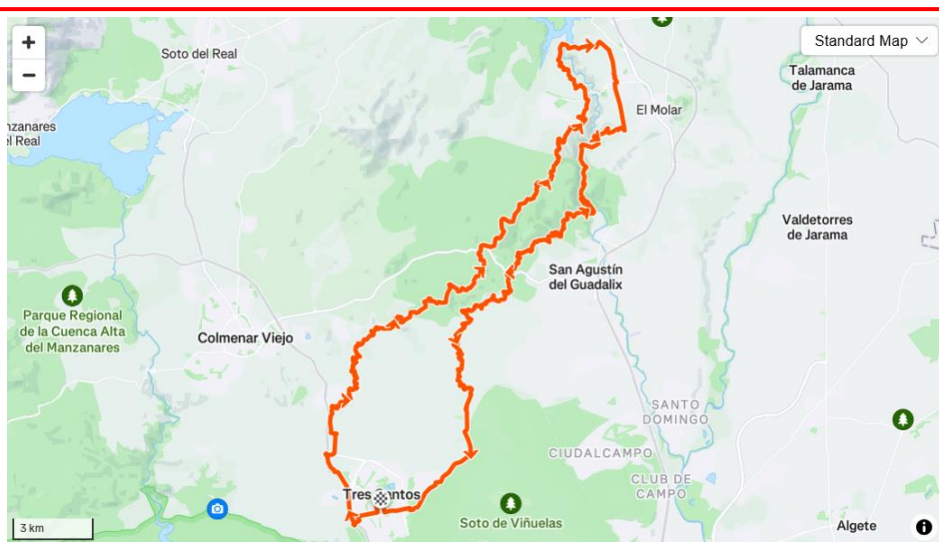 +
−
Standard Map
Soto del Real
Talamanca
de Jarama
nzanares
el Real
El Molar
Valdetorres
de Jarama
San Agustín
del Guadalix
Parque Regional
de la Cuenca Alta
del Manzanares
Colmenar Viejo
SANTO
DOMINGO
CIUDALCAMPO
CLUB DE
CAMPO
Tres ntos
Soto de Viñuelas
3 km
Algete
i